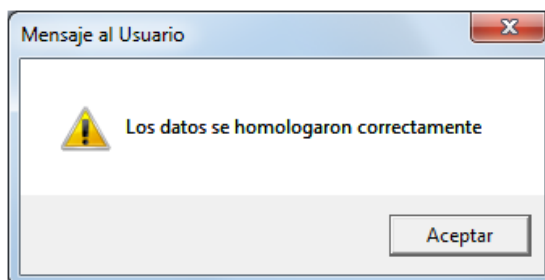 Mensaje al Usuario
Los datos se homologaron correctamente
Aceptar